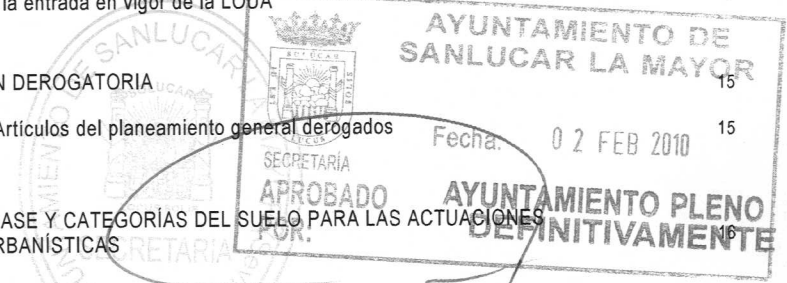 la entrada en vigor de la LOUA
N DEROGATORIA 15
Artículos del planeamiento general derogados 15
ASE Y CATEGORÍAS DEL SUELO PARA LAS ACTUACIONES
RBANÍSTICAS 16
AYUNTAMIENTO DE
SANLUCAR LA MAYOR
Fecha: 02 FEB 2010
SECRETARÍA
APROBADO AYUNTAMIENTO PLENO
POR: DEFINITIVAMENTE
SECRETARIA